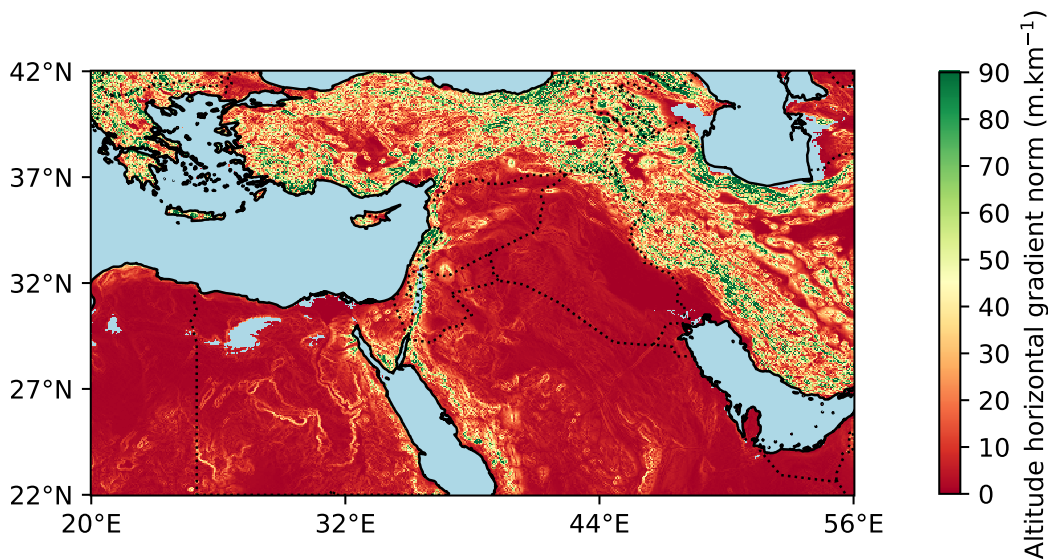 42°N
37°N
32°N
27°N
22°N
20°E
32°E
44°E
56°E
90
80
70
60
50
40
30
20
10
0
Altitude horizontal gradient norm (m.km⁻¹)